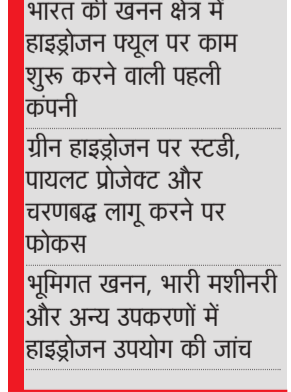 भारत की खनन क्षेत्र में
हाइड्रोजन फ्यूल पर काम
शुरू करने वाली पहली
कंपनी
ग्रीन हाइड्रोजन पर स्टडी,
पायलट प्रोजेक्ट और
चरणबद्ध लागू करने पर
फोकस
भूमिगत खनन, भारी मशीनरी
और अन्य उपकरणों में
हाइड्रोजन उपयोग की जांच